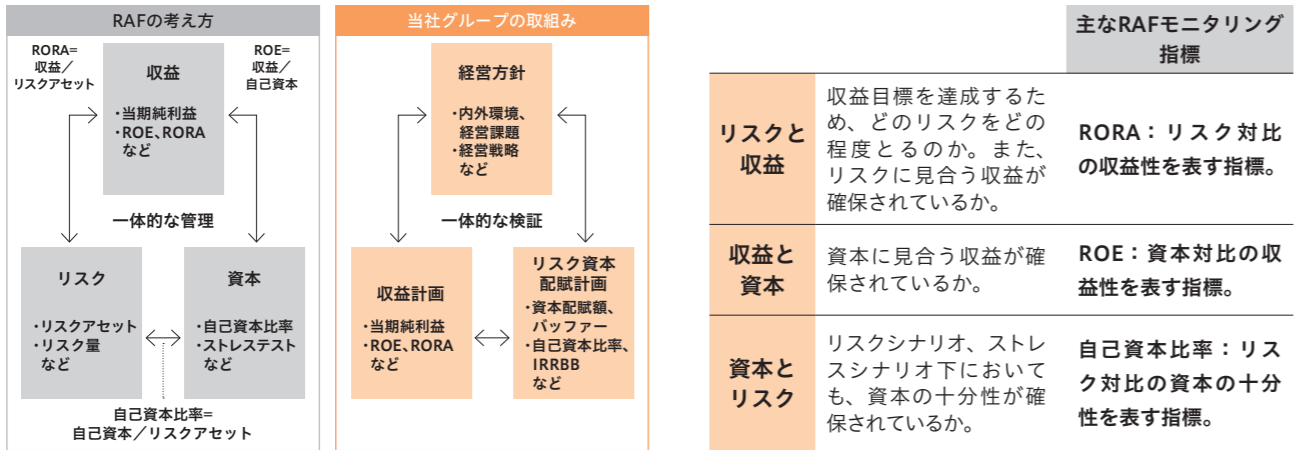 RAFの考え方
RORA=
収益／
リスクアセット
ROE=
収益／
自己資本
収益
・当期純利益
・ROE、RORA
など
一体的な管理
リスク
・リスクアセット
・リスク量
など
資本
・自己資本比率
・ストレステスト
など
自己資本比率=
自己資本／リスクアセット
当社グループの取組み
経営方針
・内外環境、
経営課題
・経営戦略
など
一体的な検証
収益計画
・当期純利益
・ROE、RORA
など
リスク資本
配賦計画
・資本配賦額、
バッファー
・自己資本比率、
IRRBB
など
主なRAFモニタリング
指標
リスクと
収益
収益目標を達成するた
め、どのリスクをどの
程度とるのか。また、
リスクに見合う収益が
確保されているか。
RORA：リスク対比
の収益性を表す指標。
収益と
資本
資本に見合う収益が確
保されているか。
ROE：資本対比の収
益性を表す指標。
資本と
リスク
リスクシナリオ、ストレ
スシナリオ下において
も、資本の十分性が確
保されているか。
自己資本比率：リス
ク対比の資本の十分
性を表す指標。